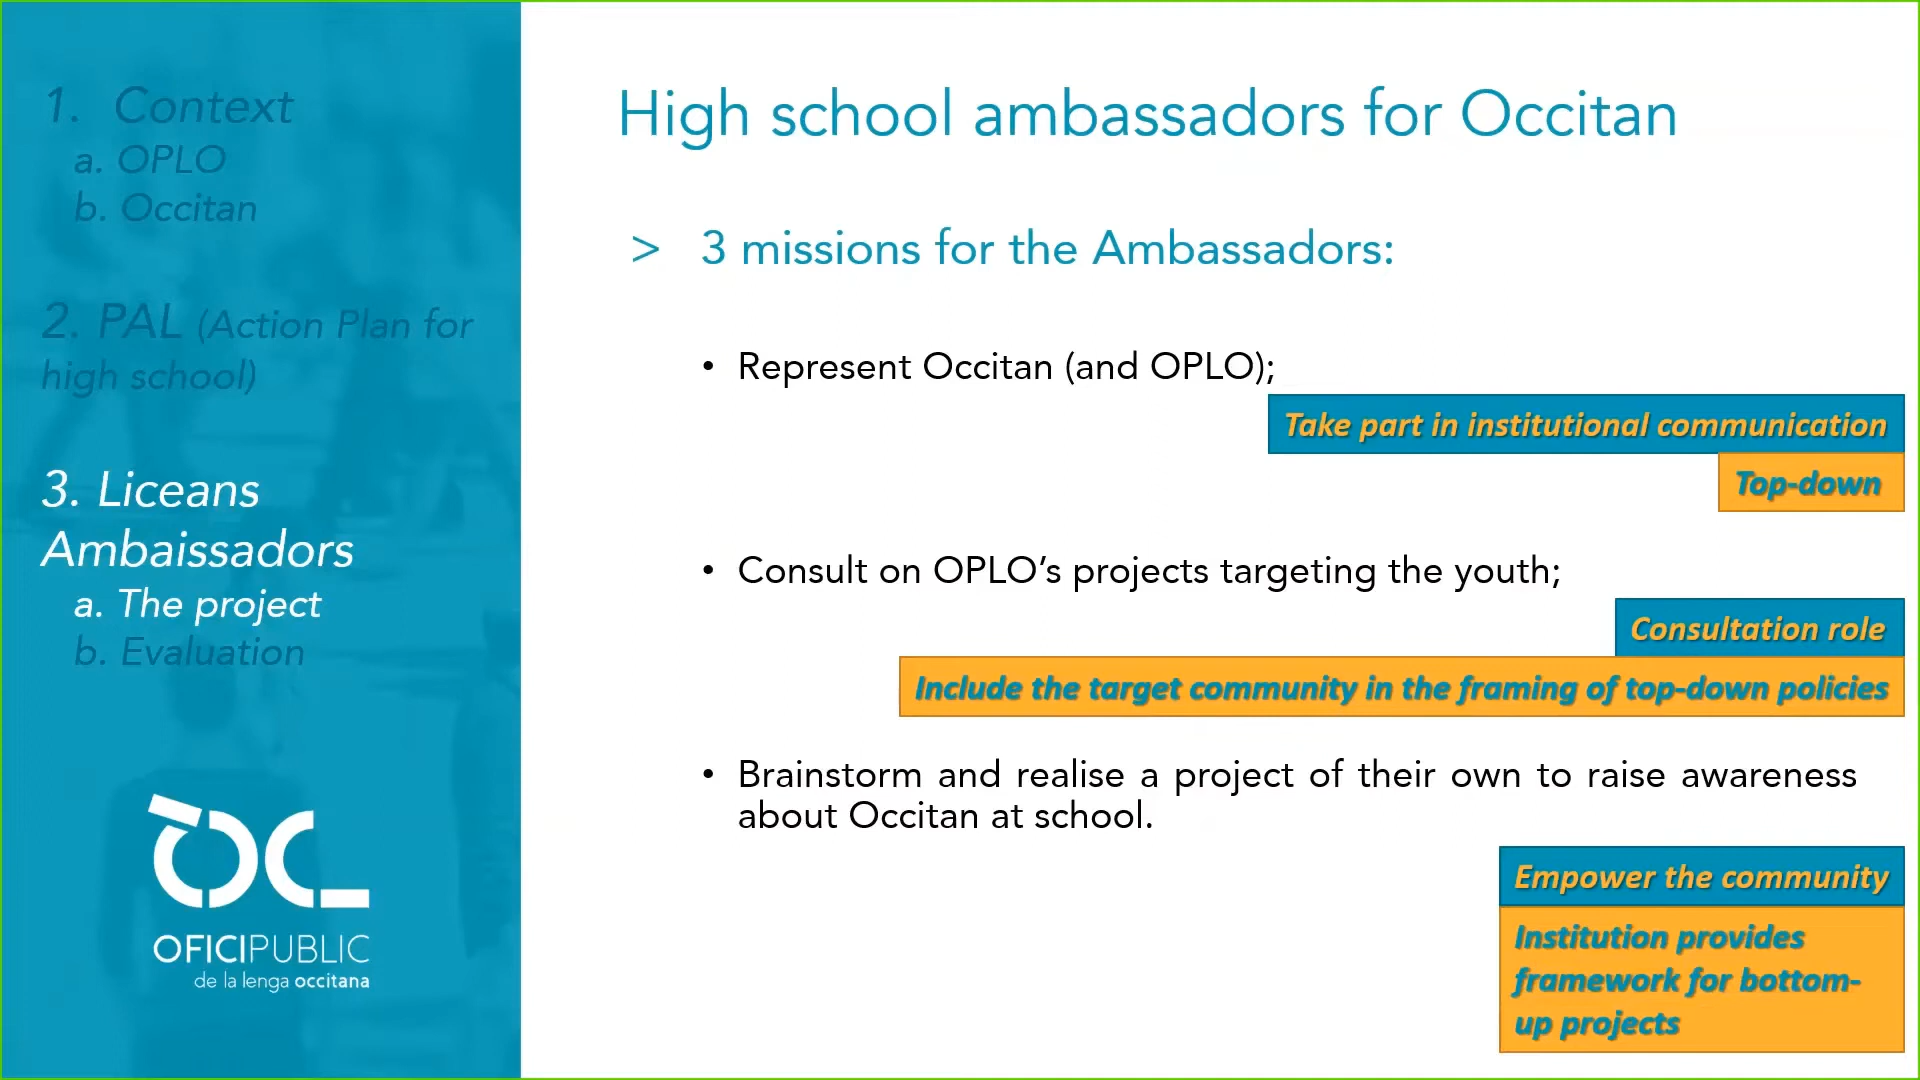 1. Context
a. OPLO
b. Occitan
2. PAL (Action Plan for
high school)
3. Liceans
Ambaissadors
a. The project
b. Evaluation
OC_
OFICIPUBLIC
de la lenga occitana
High school ambassadors for Occitan
> 3 missions for the Ambassadors:
• Represent Occitan (and OPLO);
Take part in institutional communication
Top-down
• Consult on OPLO’s projects targeting the youth;
Consultation role
Include the target community in the framing of top-down policies
• Brainstorm and realise a project of their own to raise awareness
about Occitan at school.
Empower the community
Institution provides
framework for bottom-
up projects